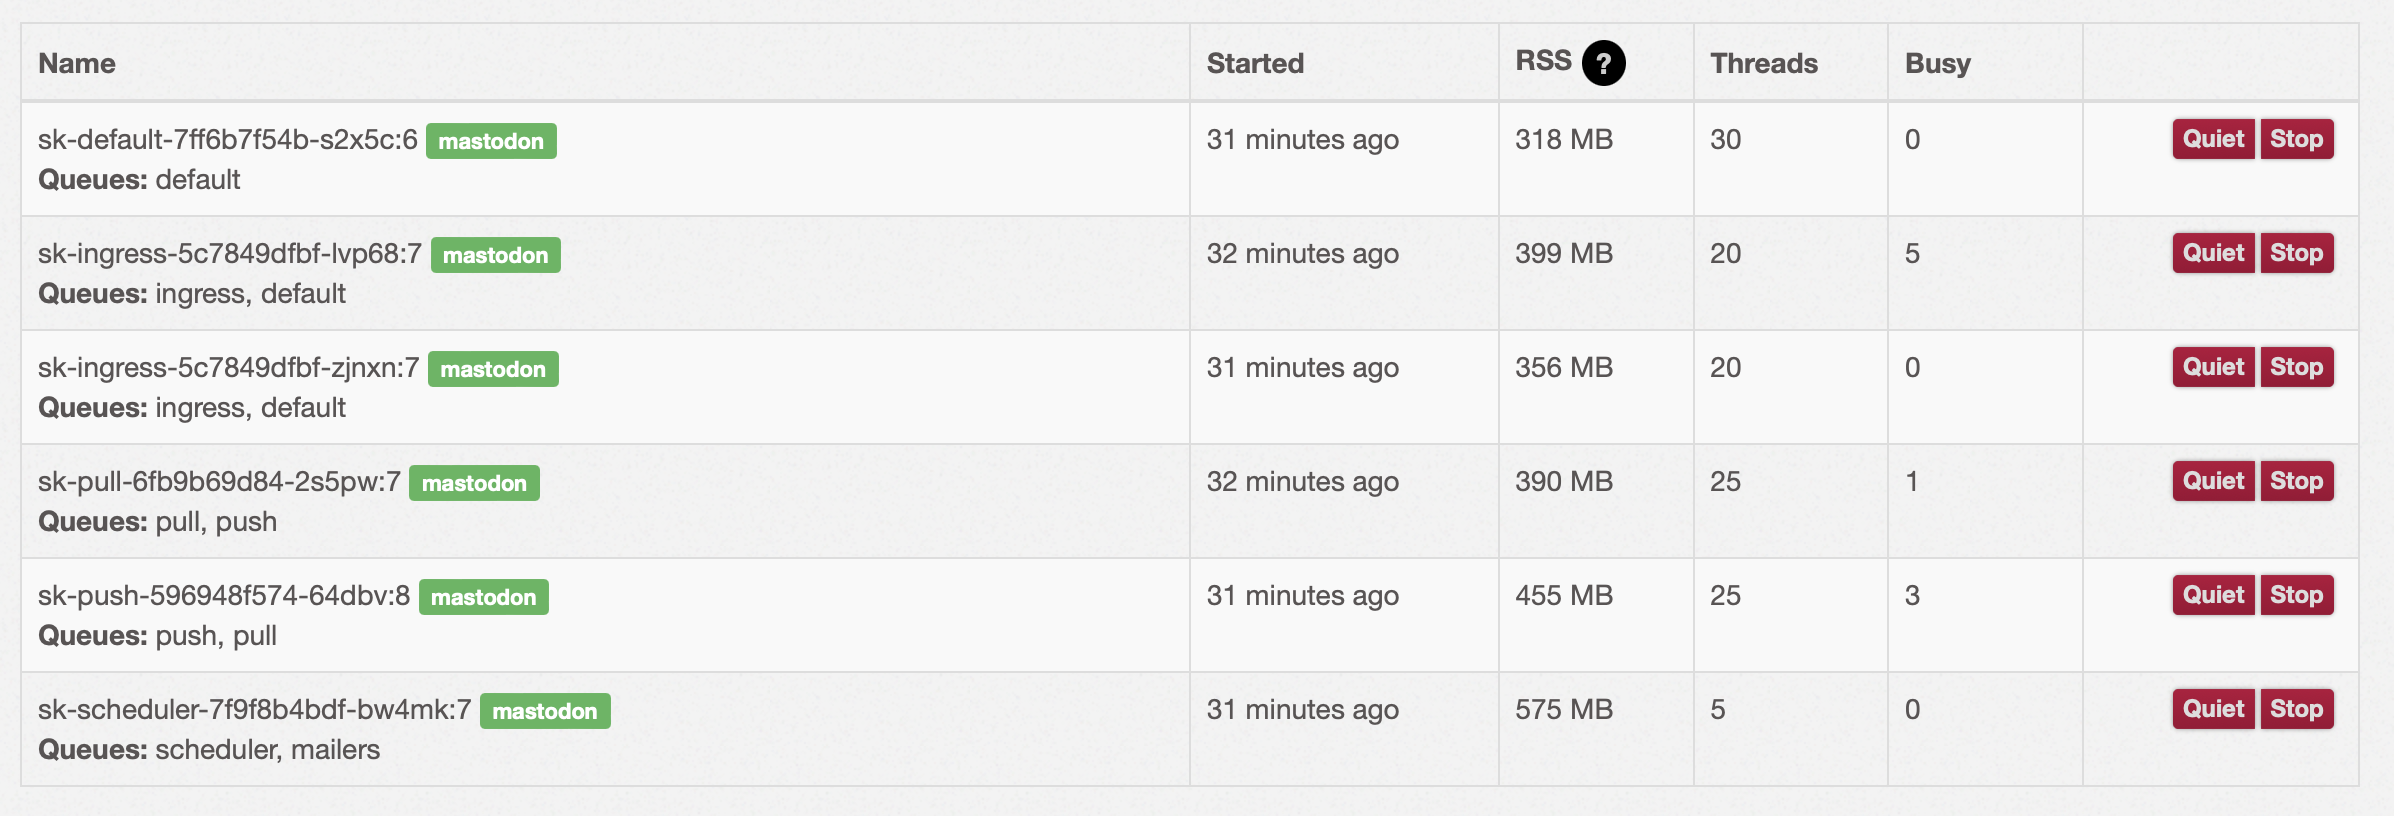 Name Started RSS ? Threads Busy
sk-default-7ff6b7f54b-s2x5c:6 mastodon 31 minutes ago 318 MB 30 0 Quiet Stop
Queues: default
sk-ingress-5c7849dfbf-lvp68:7 mastodon 32 minutes ago 399 MB 20 5 Quiet Stop
Queues: ingress, default
sk-ingress-5c7849dfbf-zjnxn:7 mastodon 31 minutes ago 356 MB 20 0 Quiet Stop
Queues: ingress, default
sk-pull-6fb9b69d84-2s5pw:7 mastodon 32 minutes ago 390 MB 25 1 Quiet Stop
Queues: pull, push
sk-push-596948f574-64dbv:8 mastodon 31 minutes ago 455 MB 25 3 Quiet Stop
Queues: push, pull
sk-scheduler-7f9f8b4bdf-bw4mk:7 mastodon 31 minutes ago 575 MB 5 0 Quiet Stop
Queues: scheduler, mailers